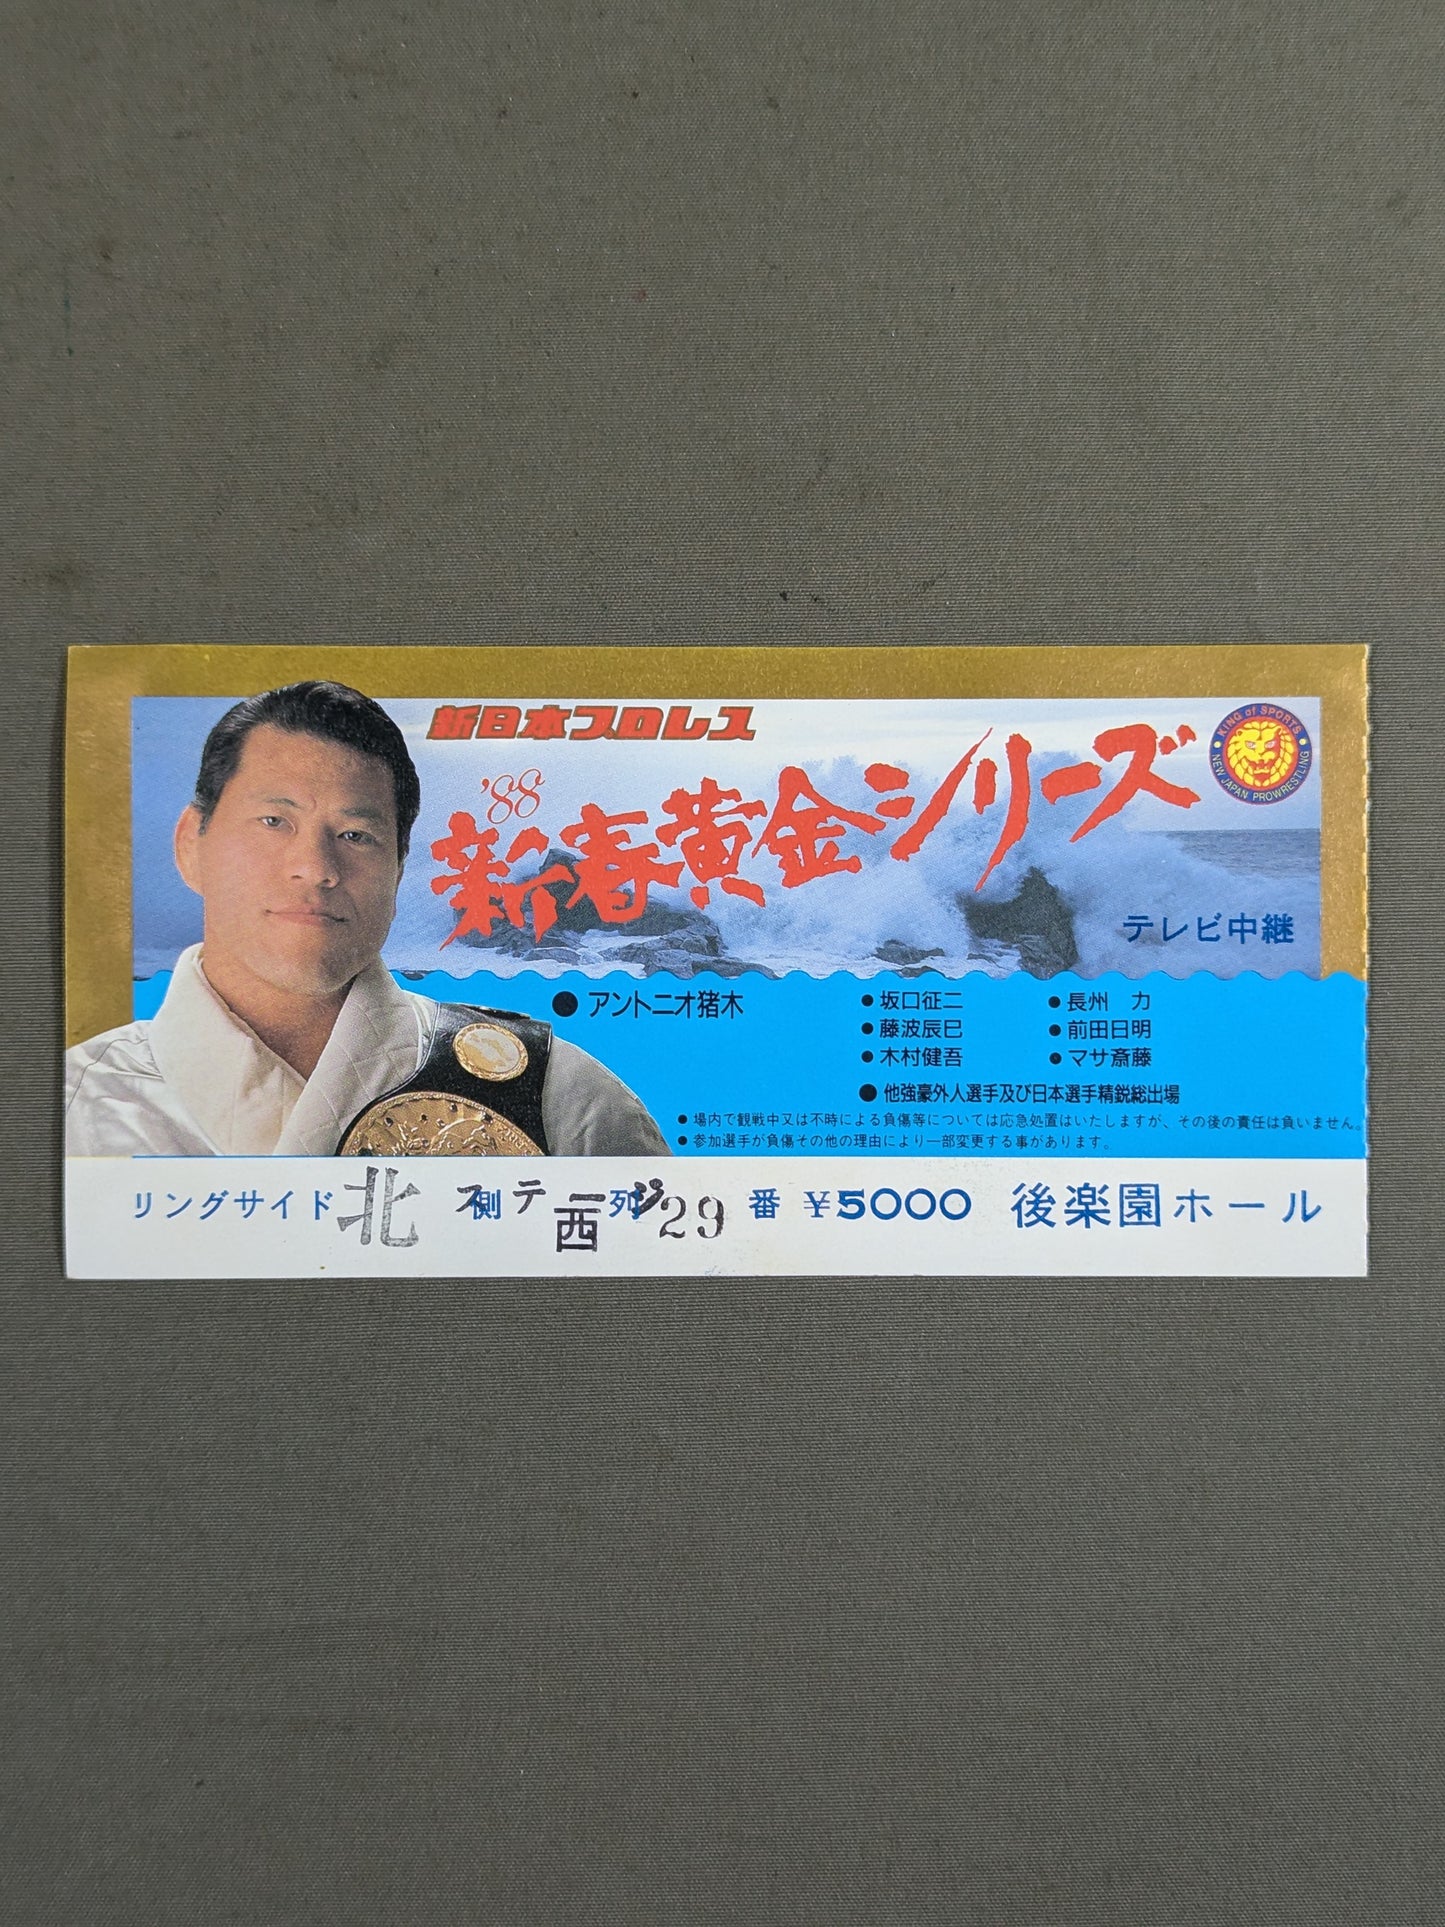 新日本プロレス
'88
新春黄金シリーズ
KING of SPORTS
NEW JAPAN PROWRESTLING
テレビ中継
●アントニオ猪木
●坂口征二
●長州 力
●藤波辰巳
●前田日明
●木村健吾
●マサ斎藤
●他強豪外人選手及び日本選手精鋭総出場
●場内で観戦中又は不時による負傷等については応急処置はいたしますが、その後の責任は負いません。
●参加選手が負傷その他の理由により一部変更する事があります。
リングサイド 北 側 ステージ 西 列 29 番 ¥5000 後楽園ホール